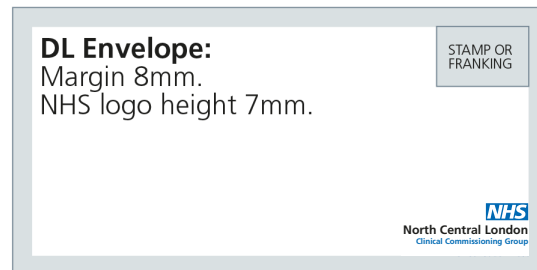 DL Envelope:
Margin 8mm.
NHS logo height 7mm.
STAMP OR
FRANKING
NHS
North Central London
Clinical Commissioning Group